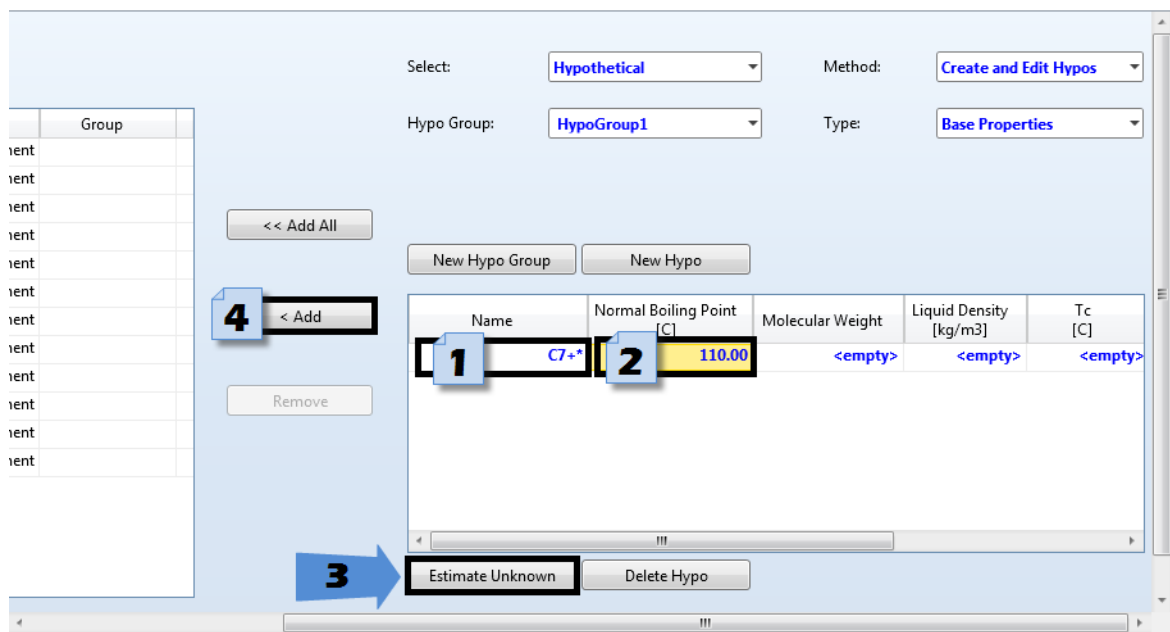 Select: Hypothetical Method: Create and Edit Hypos
Group Hypo Group: HypoGroup1 Type: Base Properties
nent
nent
nent
<< Add All
nent
nent
New Hypo Group New Hypo
nent
4 < Add
nent
Name Normal Boiling Point [C] Molecular Weight Liquid Density [kg/m3] Tc [C]
nent
1 C7+* 2 110.00 <empty> <empty> <empty>
nent
nent
Remove
nent
nent
3 Estimate Unknown Delete Hypo